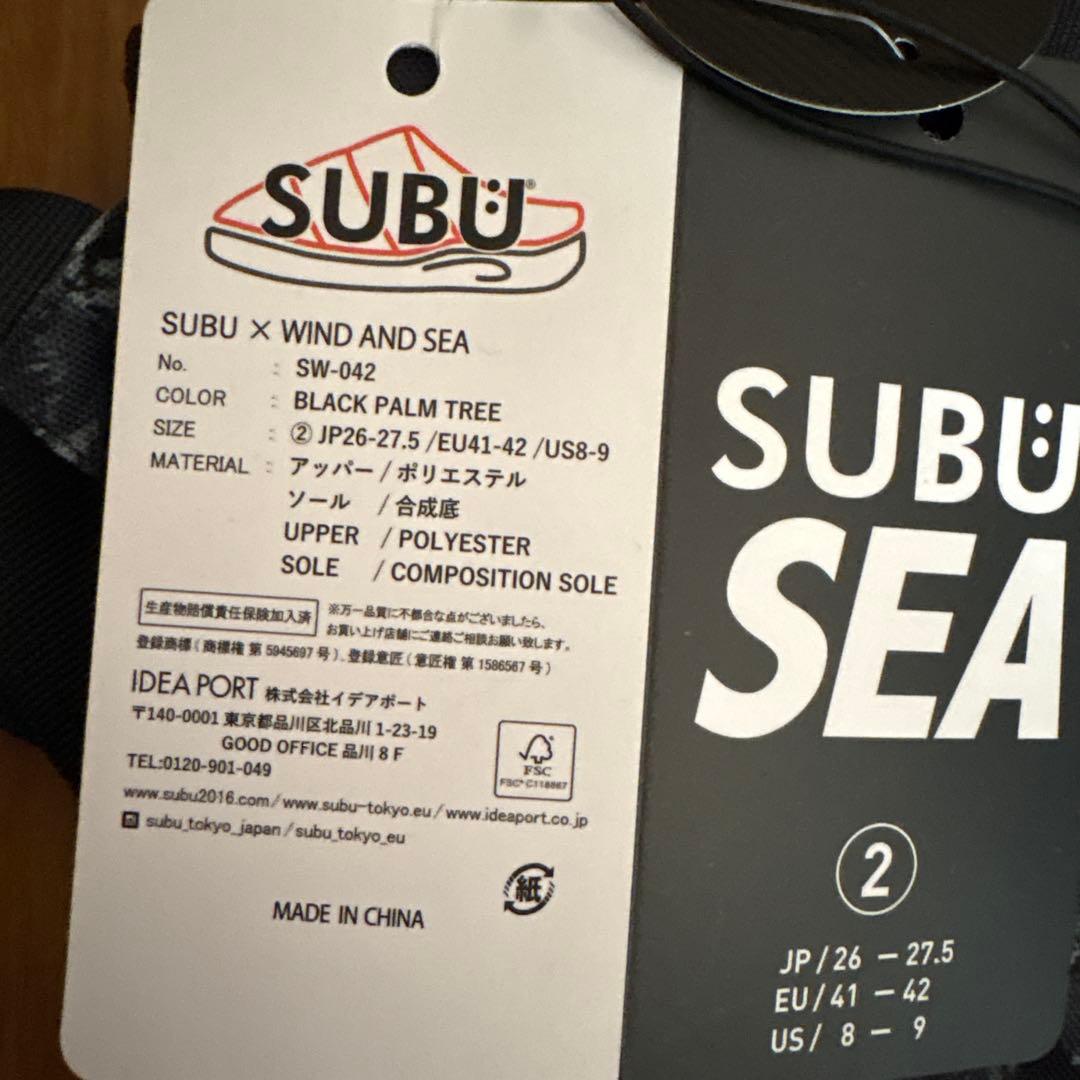 SUBU®
SUBU × WIND AND SEA
No. : SW-042
COLOR : BLACK PALM TREE
SIZE : ② JP26-27.5 /EU41-42 /US8-9
MATERIAL : アッパー / ポリエステル
ソール / 合成底
UPPER / POLYESTER
SOLE / COMPOSITION SOLE
生産物賠償責任保険加入済
※万一品質に不都合な点がございましたら、
お買い上げ店舗にご連絡ご相談お願い致します。
登録商標(商標権 第 5945697 号)、登録意匠(意匠権 第 1586567 号)
IDEA PORT 株式会社イデアポート
〒140-0001 東京都品川区北品川 1-23-19
GOOD OFFICE 品川 8 F
TEL:0120-901-049
www.subu2016.com/www.subu-tokyo.eu/www.ideaport.co.jp
subu_tokyo_japan/subu_tokyo_eu
FSC
FSC® C118867
紙
MADE IN CHINA
SUBU
SEA
2
JP/26 — 27.5
EU/41 — 42
US/ 8 — 9